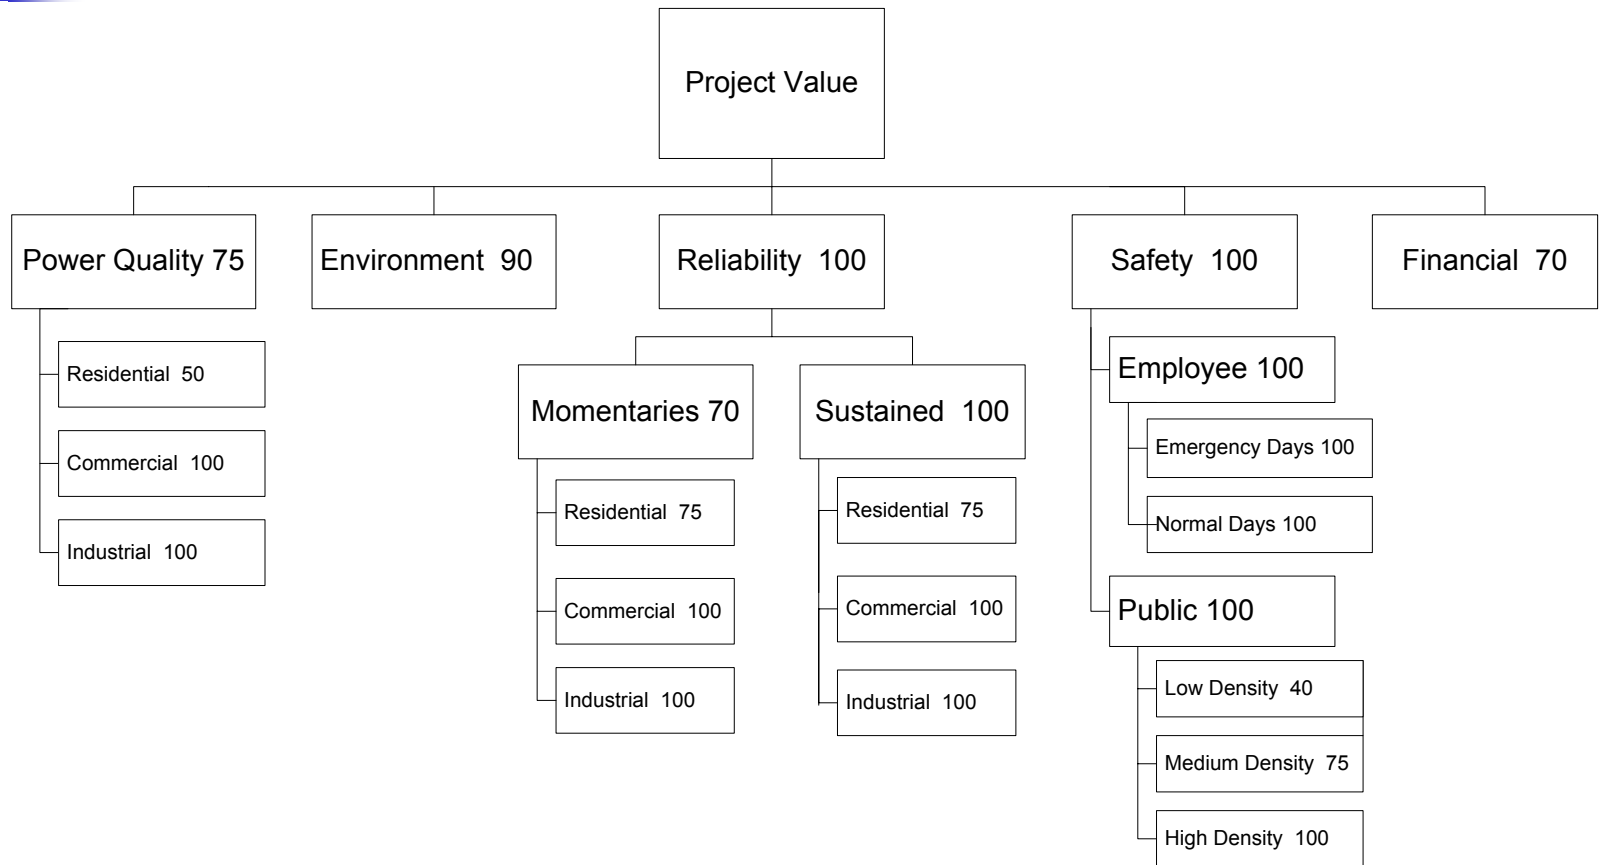 Project Value
Power Quality 75
Environment 90
Reliability 100
Safety 100
Financial 70
Residential 50
Commercial 100
Industrial 100
Momentaries 70
Residential 75
Commercial 100
Industrial 100
Sustained 100
Residential 75
Commercial 100
Industrial 100
Employee 100
Emergency Days 100
Normal Days 100
Public 100
Low Density 40
Medium Density 75
High Density 100